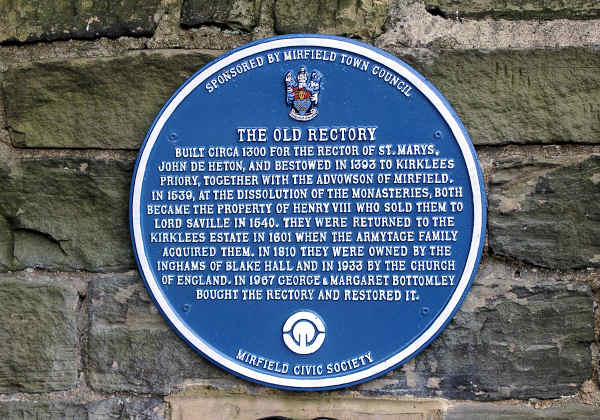 SPONSORED BY MIRFIELD TOWN COUNCIL
THE OLD RECTORY
BUILT CIRCA 1300 FOR THE RECTOR OF ST. MARYS,
JOHN DE HETON, AND BESTOWED IN 1393 TO KIRKLEES
PRIORY, TOGETHER WITH THE ADVOWSON OF MIRFIELD.
IN 1539, AT THE DISSOLUTION OF THE MONASTERIES, BOTH
BECAME THE PROPERTY OF HENRY VIII WHO SOLD THEM TO
LORD SAVILLE IN 1540. THEY WERE RETURNED TO THE
KIRKLEES ESTATE IN 1601 WHEN THE ARMYTAGE FAMILY
ACQUIRED THEM. IN 1810 THEY WERE OWNED BY THE
INGHAMS OF BLAKE HALL AND IN 1933 BY THE CHURCH
OF ENGLAND. IN 1967 GEORGE & MARGARET BOTTOMLEY
BOUGHT THE RECTORY AND RESTORED IT.
MIRFIELD CIVIC SOCIETY